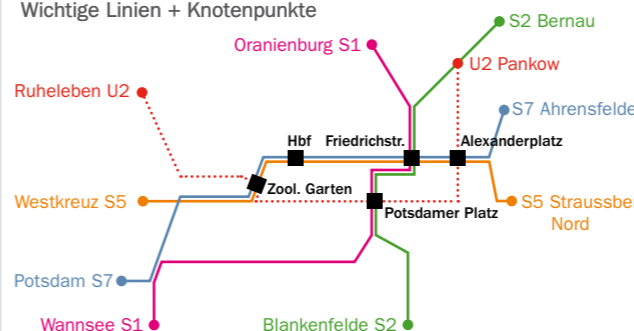 Wichtige Linien + Knotenpunkte
S2 Bernau
Oranienburg S1
U2 Pankow
Ruheleben U2
S7 Ahrensfelde
Hbf
Friedrichstr.
Alexanderplatz
Zool. Garten
Westkreuz S5
S5 Straussber
Nord
Potsdamer Platz
Potsdam S7
Wannsee S1
Blankenfelde S2